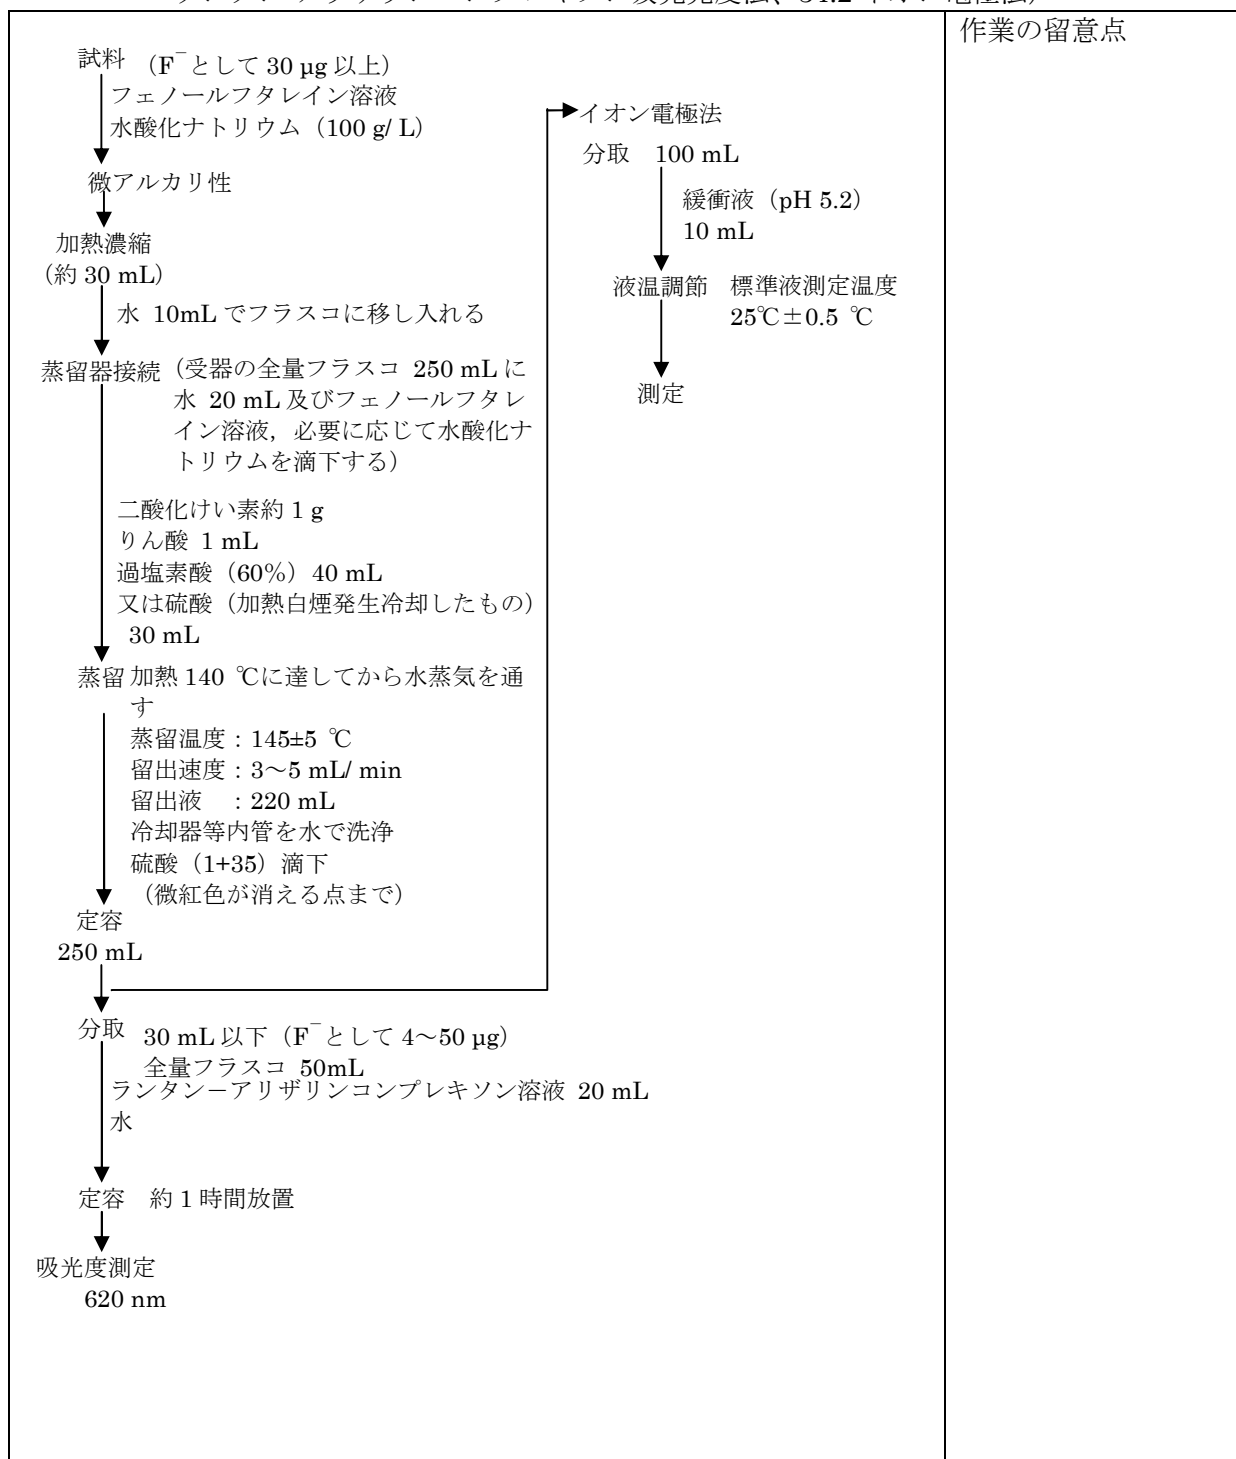 試料 (F⁻として 30 µg 以上)
フェノールフタレイン溶液
水酸化ナトリウム（100 g/ L）
微アルカリ性
加熱濃縮
（約 30 mL）
水 10mL でフラスコに移し入れる
蒸留器接続（受器の全量フラスコ 250 mL に
水 20 mL 及びフェノールフタレ
イン溶液，必要に応じて水酸化ナ
トリウムを滴下する）
二酸化けい素約 1 g
りん酸 1 mL
過塩素酸（60%）40 mL
又は硫酸（加熱白煙発生冷却したもの）
30 mL
蒸留 加熱 140 ℃に達してから水蒸気を通
す
蒸留温度：145±5 ℃
留出速度：3～5 mL/ min
留出液　：220 mL
冷却器等内管を水で洗浄
硫酸（1+35）滴下
（微紅色が消える点まで）
定容
250 mL
分取 30 mL 以下（F⁻として 4～50 µg）
全量フラスコ 50mL
ランタン－アリザリンコンプレキソン溶液 20 mL
水
定容　約 1 時間放置
吸光度測定
620 nm
イオン電極法
分取　100 mL
緩衝液（pH 5.2）
10 mL
液温調節　標準液測定温度
25℃±0.5 ℃
測定
作業の留意点